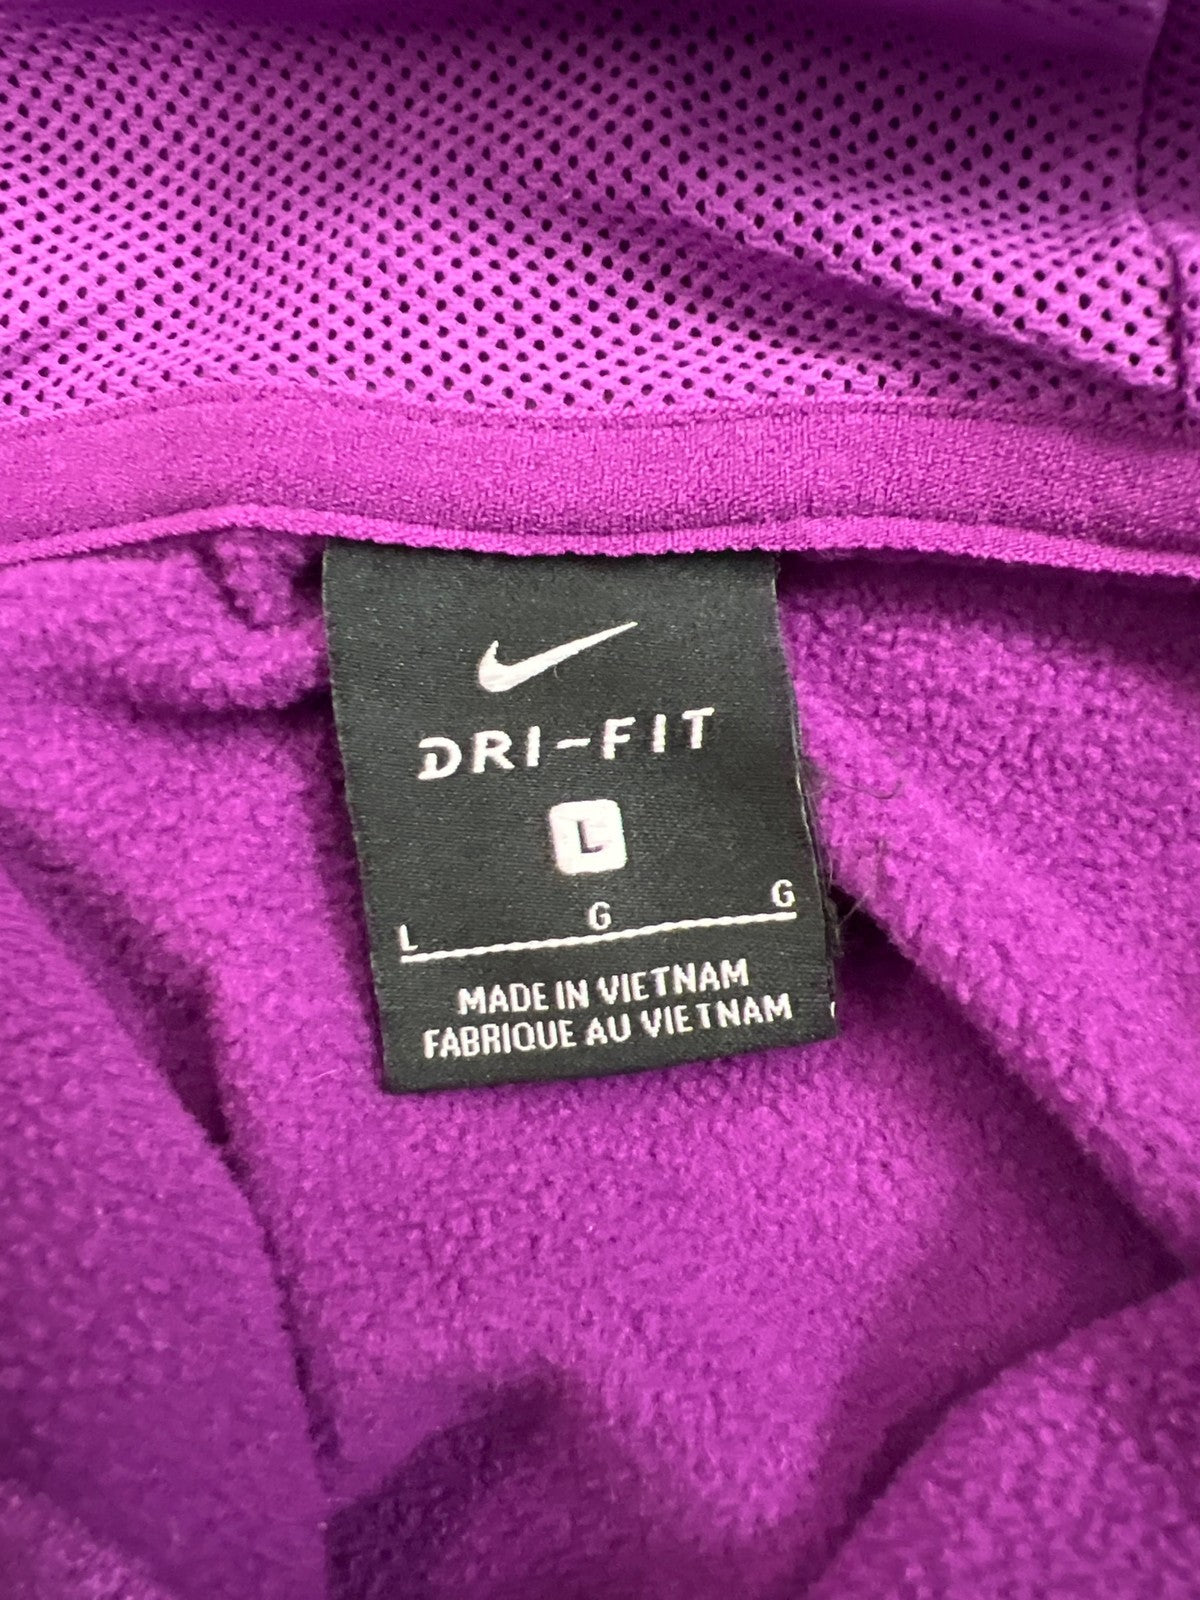 DRI-FIT
L
L G G
MADE IN VIETNAM
FABRIQUE AU VIETNAM